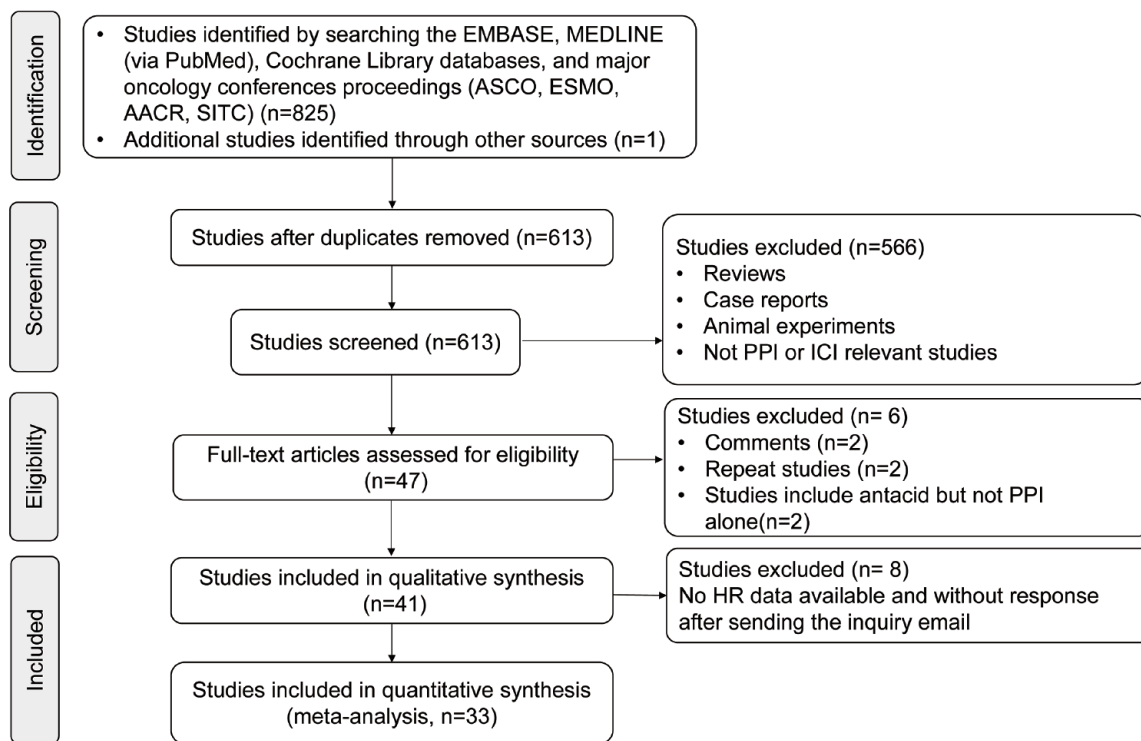 Identification
• Studies identified by searching the EMBASE, MEDLINE
(via PubMed), Cochrane Library databases, and major
oncology conferences proceedings (ASCO, ESMO,
AACR, SITC) (n=825)
• Additional studies identified through other sources (n=1)
Screening
Studies after duplicates removed (n=613)
Studies screened (n=613)
Studies excluded (n=566)
• Reviews
• Case reports
• Animal experiments
• Not PPI or ICI relevant studies
Eligibility
Full-text articles assessed for eligibility
(n=47)
Studies excluded (n= 6)
• Comments (n=2)
• Repeat studies (n=2)
• Studies include antacid but not PPI
alone(n=2)
Included
Studies included in qualitative synthesis
(n=41)
Studies excluded (n= 8)
No HR data available and without response
after sending the inquiry email
Studies included in quantitative synthesis
(meta-analysis, n=33)